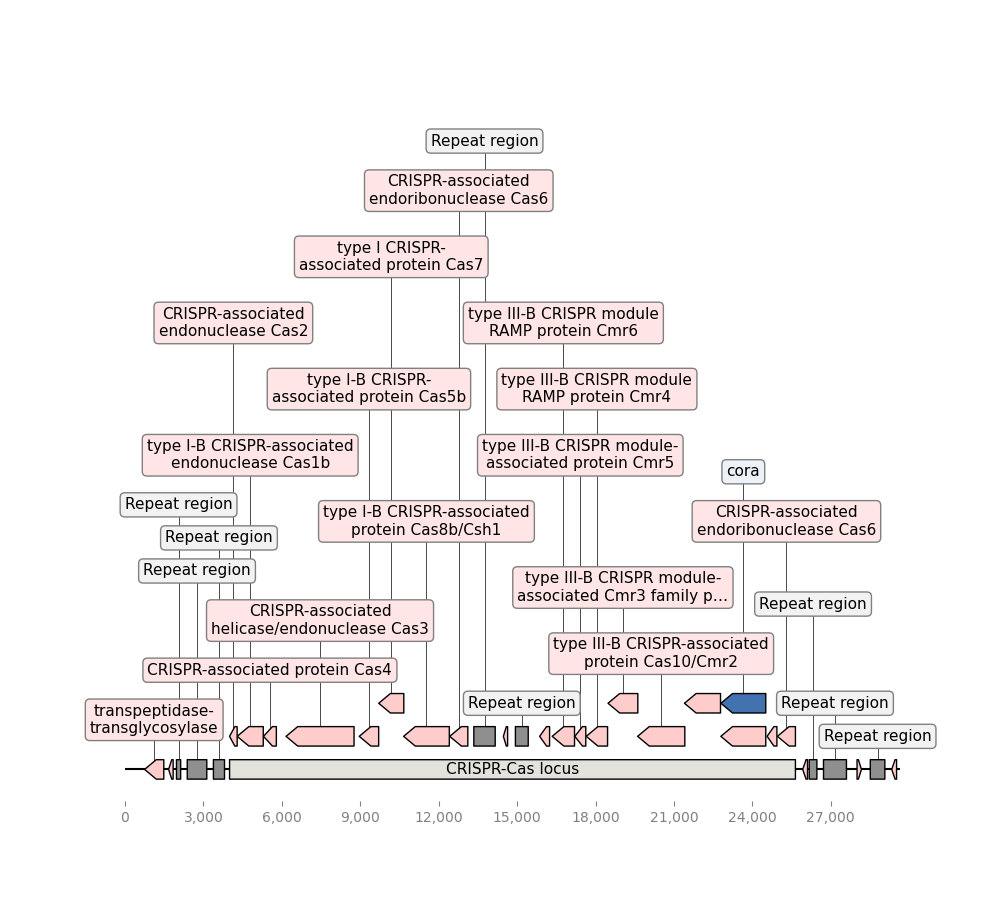 Repeat region
CRISPR-associated
endoribonuclease Cas6
type I CRISPR-
associated protein Cas7
CRISPR-associated
endonuclease Cas2
type III-B CRISPR module
RAMP protein Cmr6
type I-B CRISPR-
associated protein Cas5b
type III-B CRISPR module
RAMP protein Cmr4
type I-B CRISPR-associated
endonuclease Cas1b
type III-B CRISPR module-
associated protein Cmr5
cora
Repeat region
type I-B CRISPR-associated
protein Cas8b/Csh1
CRISPR-associated
endoribonuclease Cas6
Repeat region
Repeat region
type III-B CRISPR module-
associated Cmr3 family p...
Repeat region
CRISPR-associated
helicase/endonuclease Cas3
type III-B CRISPR-associated
protein Cas10/Cmr2
CRISPR-associated protein Cas4
transpeptidase-
transglycosylase
Repeat region
Repeat region
Repeat region
CRISPR-Cas locus
0
3,000
6,000
9,000
12,000
15,000
18,000
21,000
24,000
27,000